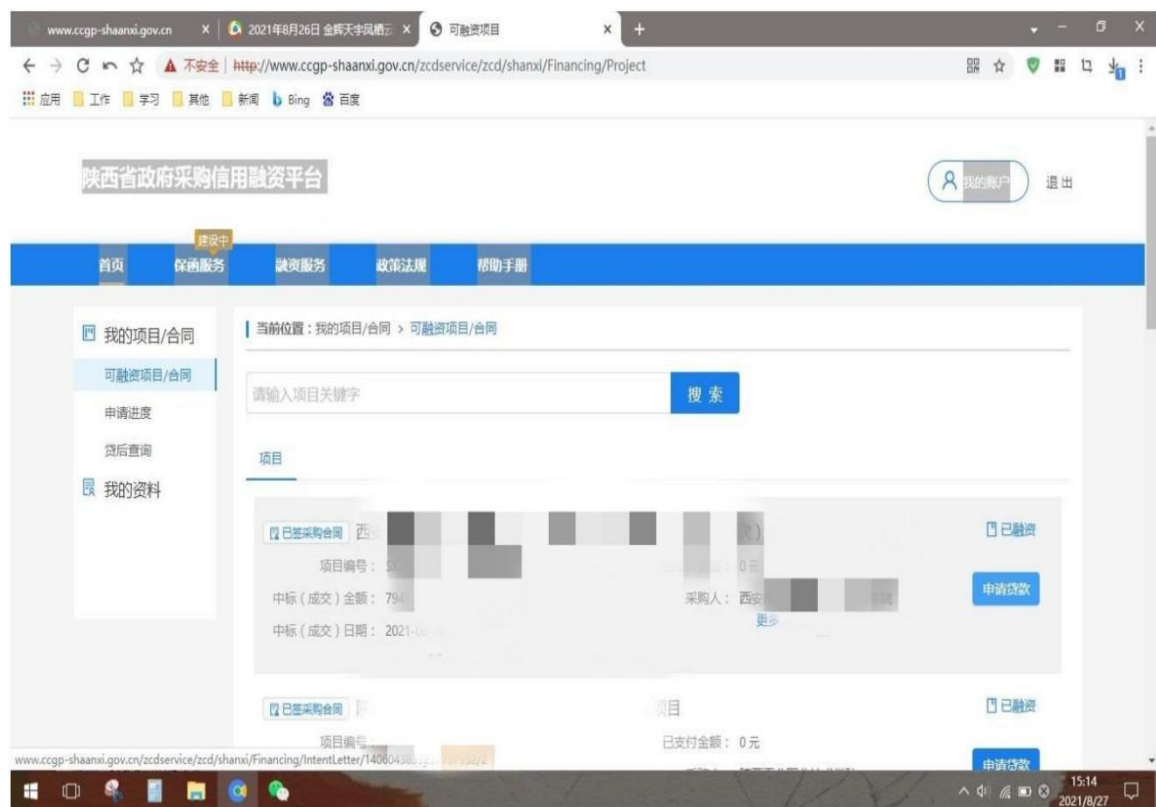 www.ccgp-shaanxi.gov.cn
2021年8月26日 金辉天宇凤栖云
可融资项目
不安全 | http://www.ccgp-shaanxi.gov.cn/zcdservice/zcd/shanxi/Financing/Project
应用 工作 学习 其他 新闻 Bing 百度
陕西省政府采购信用融资平台
我的账户 退出
建设中
首页 保函服务 融资服务 政策法规 帮助手册
我的项目/合同
可融资项目/合同
申请进度
贷后查询
我的资料
当前位置：我的项目/合同 > 可融资项目/合同
请输入项目关键字
搜索
项目
已签采购合同 西
次）
已融资
项目编号：
0元
中标（成交）金额：794
采购人：西安
申请贷款
更多
中标（成交）日期：2021-
...
已签采购合同
项目
已融资
项目编号
已支付金额：0元
申请贷款
www.ccgp-shaanxi.gov.cn/zcdservice/zcd/shanxi/Financing/IntentLetter/
15:14
2021/8/27